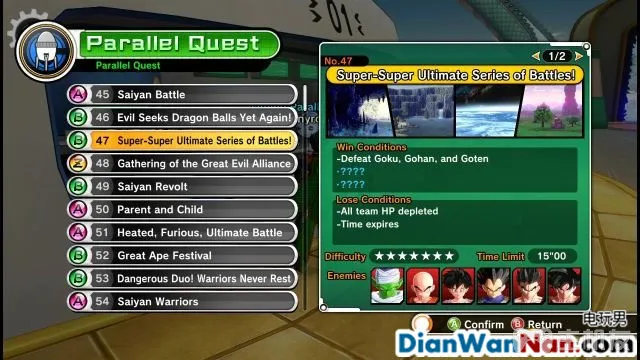 01
Parallel Quest
Parallel Quest
A 45 Saiyan Battle
B 46 Evil Seeks Dragon Balls Yet Again!
B 47 Super-Super Ultimate Series of Battles!
Z 48 Gathering of the Great Evil Alliance
B 49 Saiyan Revolt
A 50 Parent and Child
A 51 Heated, Furious, Ultimate Battle
B 52 Great Ape Festival
B 53 Dangerous Duo! Warriors Never Rest
A 54 Saiyan Warriors
No.47
1/2
Super-Super Ultimate Series of Battles!
Win Conditions
-Defeat Goku, Gohan, and Goten
-????
-????
Lose Conditions
-All team HP depleted
-Time expires
Difficulty ★★★★★★★ Time Limit 15"00
Enemies
A Confirm B Return
电玩男
DianWanNan.com